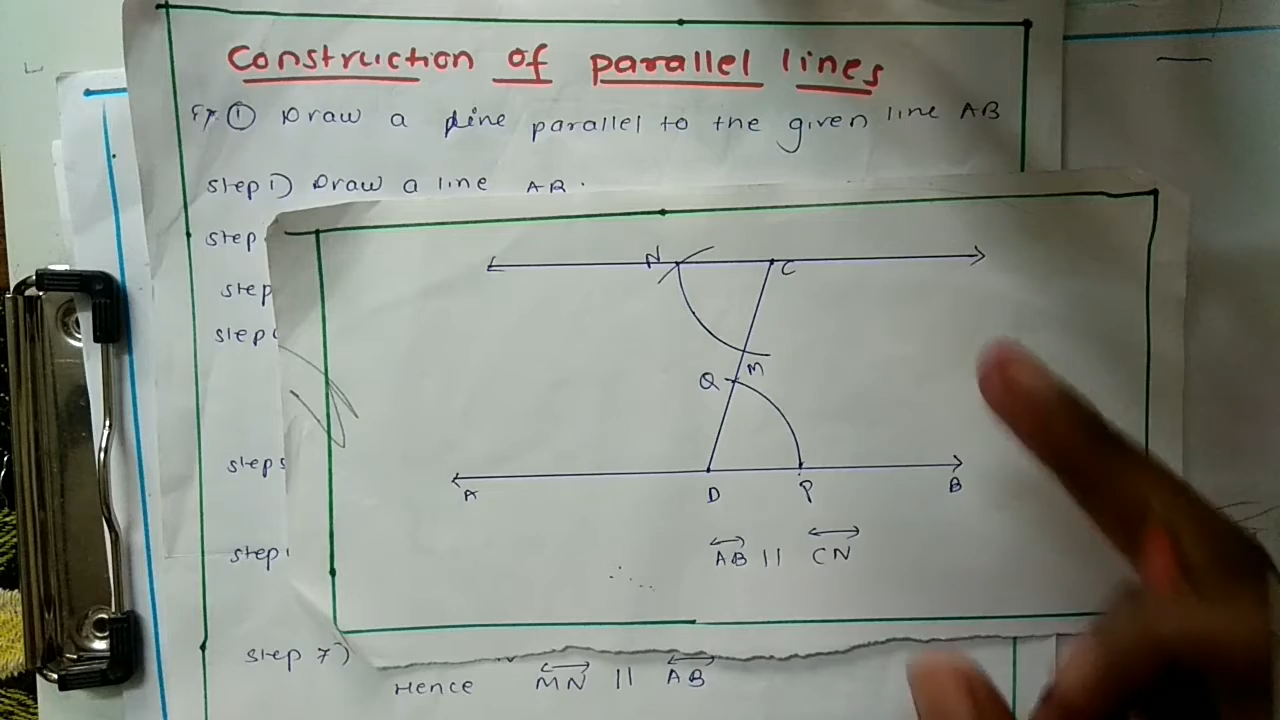 Construction of parallel lines
① Draw a line parallel to the given line AB
step 1) Draw a line AB.
step
step
step
steps
step
step 7)
Hence MN || AB
N C
M
Q
A D P B
AB || CN